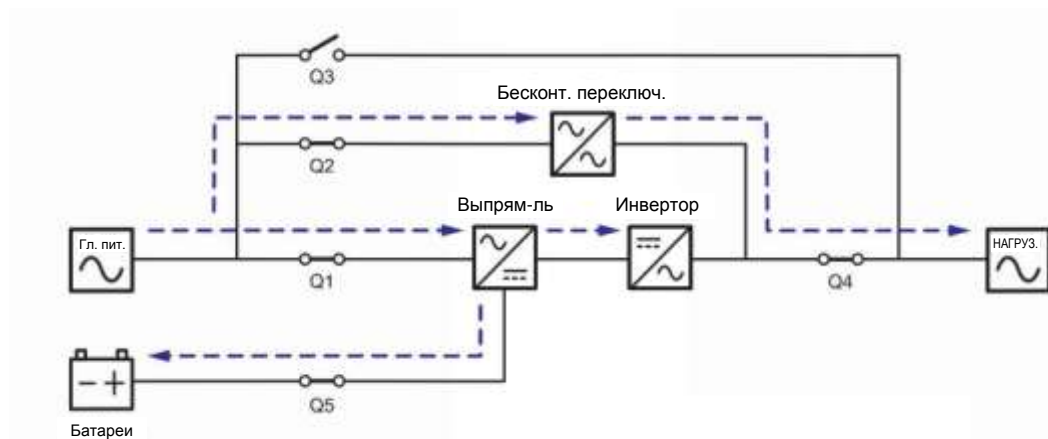 Q3
Бесконт. переключ.
Q2
Выпрям-ль
Инвертор
Гл. пит.
НАГРУЗ.
Q1
Q4
Q5
Батареи